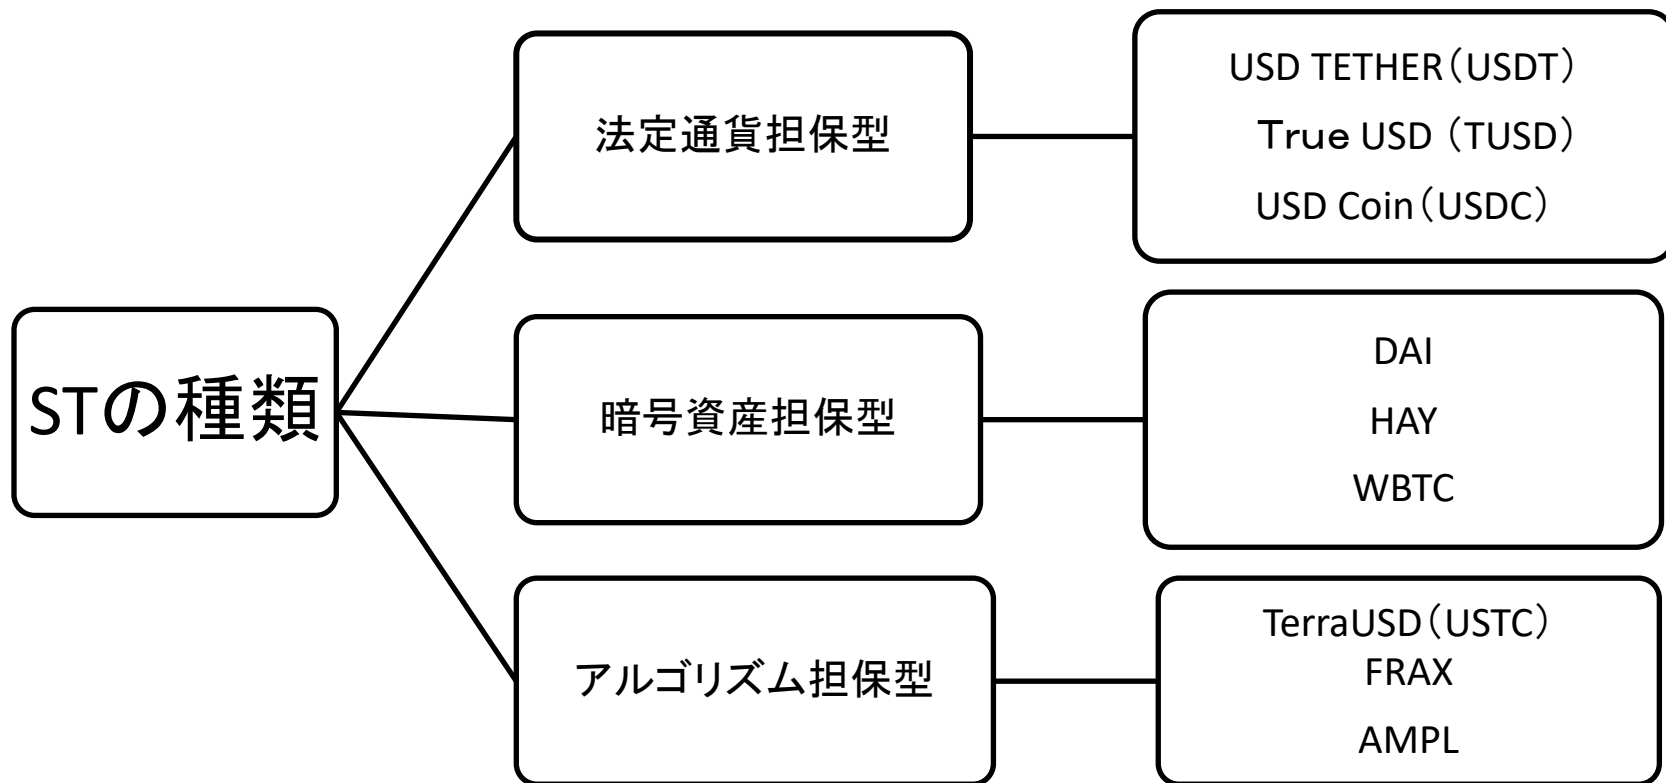 STの種類
法定通貨担保型
USD TETHER（USDT）
True USD （TUSD）
USD Coin（USDC）
暗号資産担保型
DAI
HAY
WBTC
アルゴリズム担保型
TerraUSD（USTC）
FRAX
AMPL